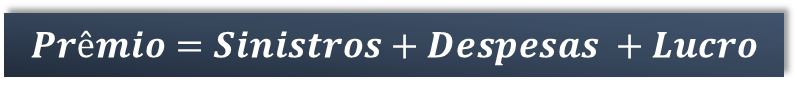 Prêmio = Sinistros + Despesas + Lucro